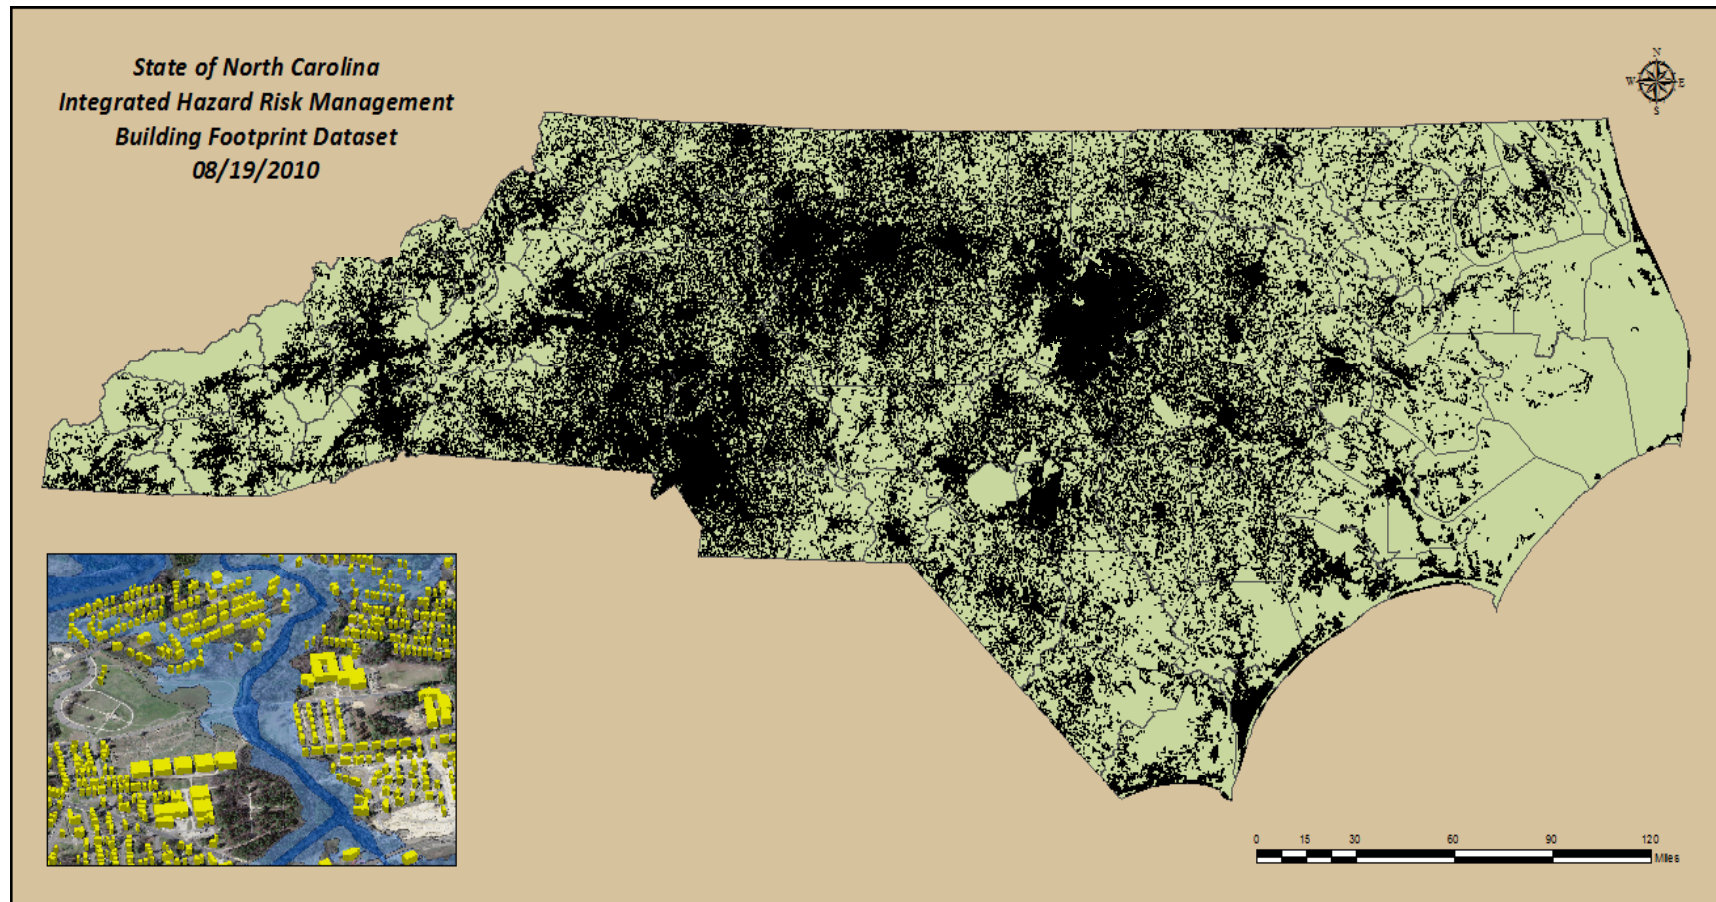 State of North Carolina
Integrated Hazard Risk Management
Building Footprint Dataset
08/19/2010
N
W E
S
0 15 30 60 90 120
Miles